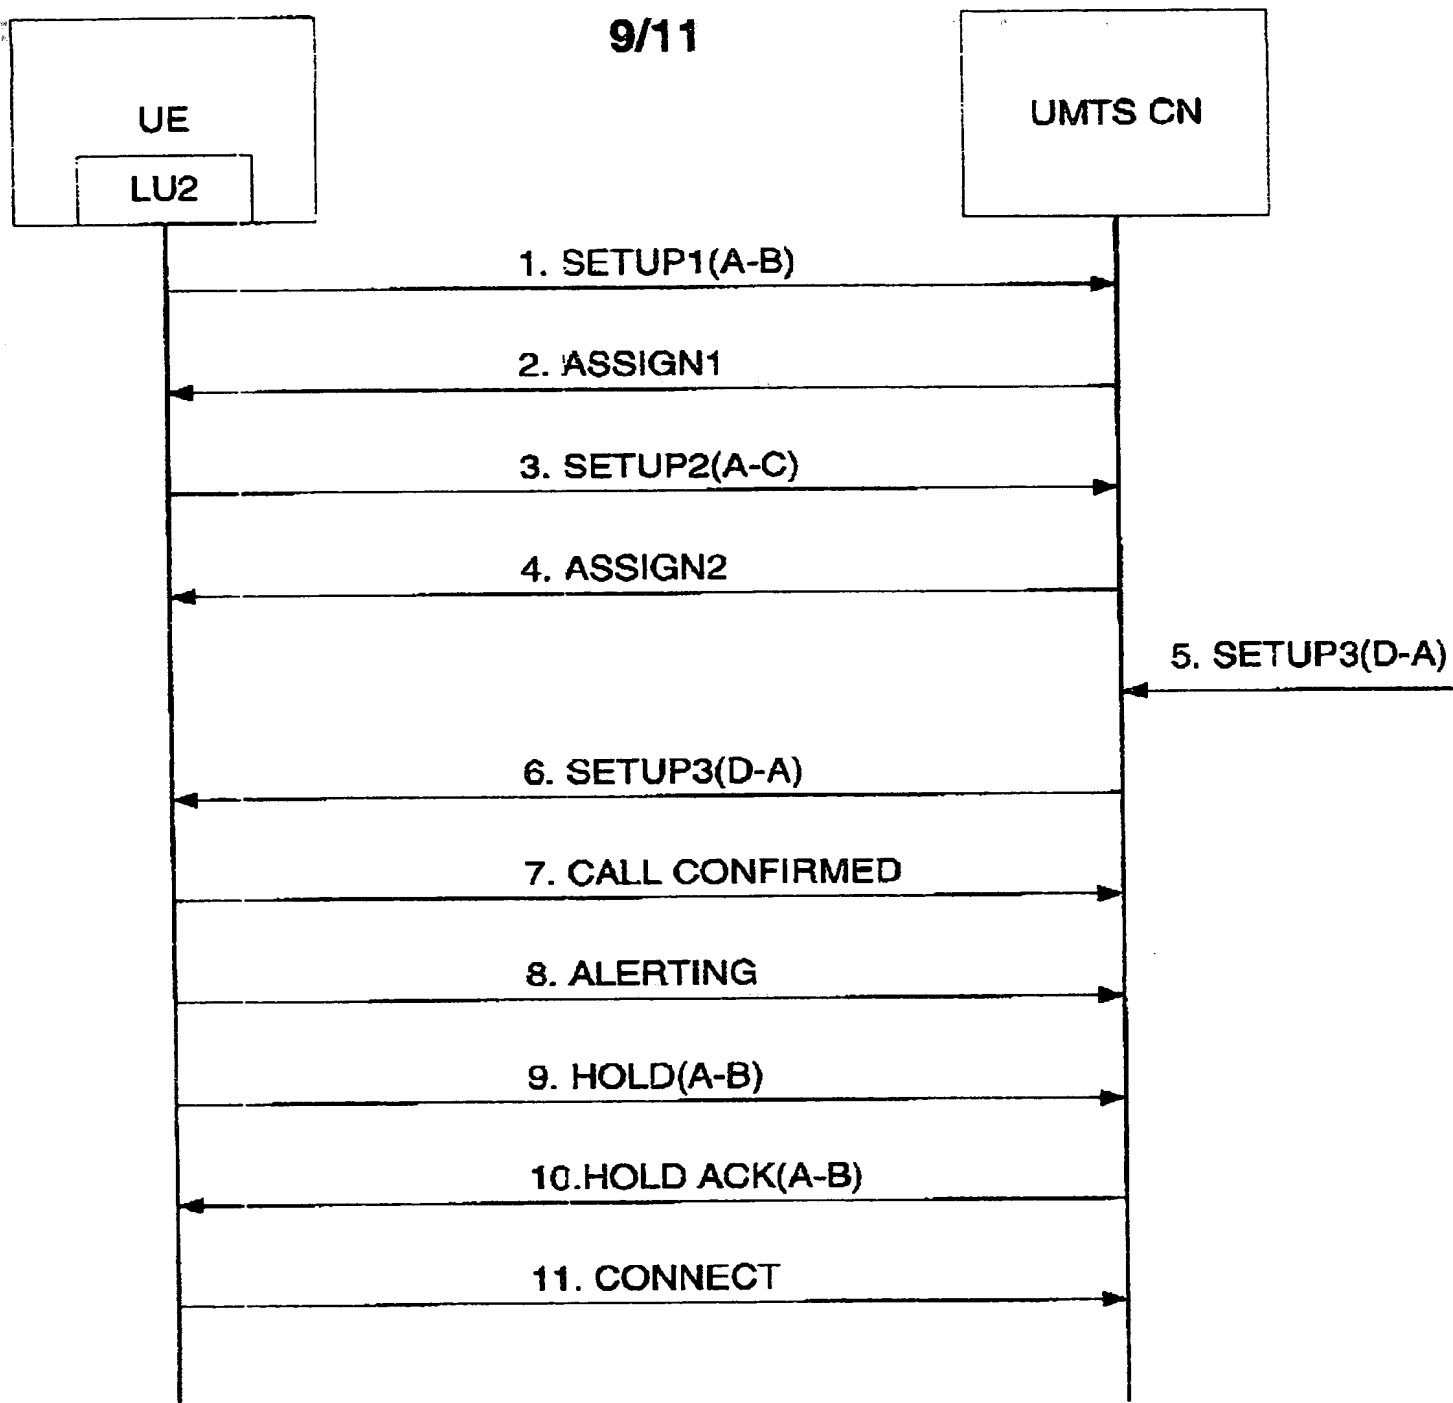 9/11
UE
LU2
UMTS CN
1. SETUP1(A-B)
2. ASSIGN1
3. SETUP2(A-C)
4. ASSIGN2
5. SETUP3(D-A)
6. SETUP3(D-A)
7. CALL CONFIRMED
8. ALERTING
9. HOLD(A-B)
10.HOLD ACK(A-B)
11. CONNECT